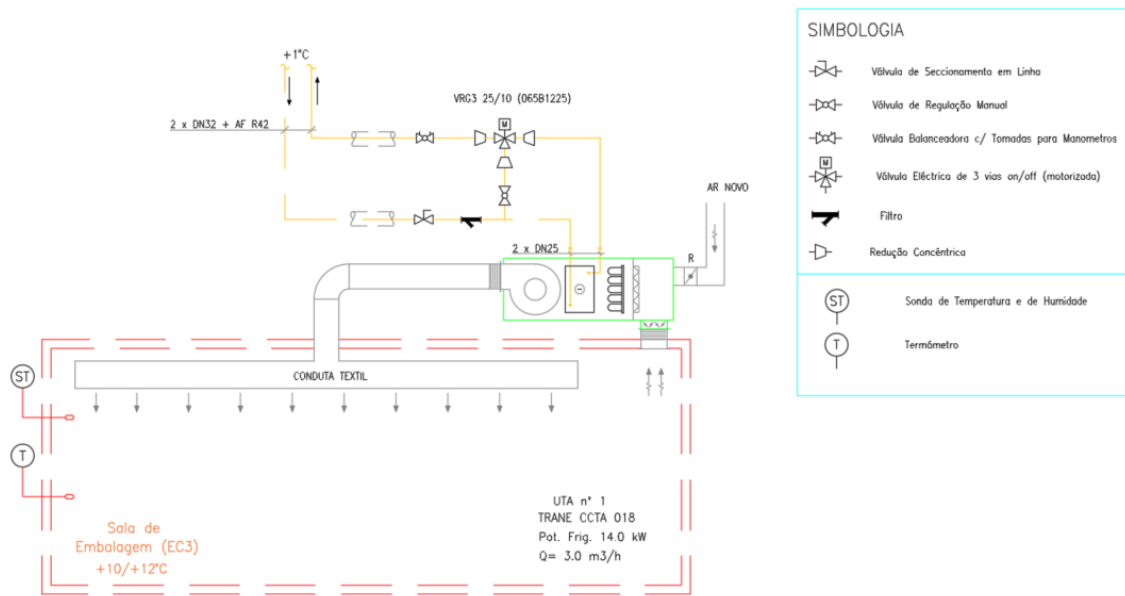 +1°C
VRG3 25/10 (065B1225)
2 x DN32 + AF R42
M
AR NOVO
2 x DN25
R
CONDUTA TEXTIL
ST
T
UTA n° 1
TRANE CCTA 018
Pot. Frig. 14.0 kW
Q= 3.0 m3/h
Sala de
Embalagem (EC3)
+10/+12°C
SIMBOLOGIA
Válvula de Seccionamento em Linha
Válvula de Regulação Manual
Válvula Balanceadora c/ Tomadas para Manometros
M
Válvula Eléctrica de 3 vias on/off (motorizada)
Filtro
Redução Concêntrica
ST
Sonda de Temperatura e de Humidade
T
Termômetro